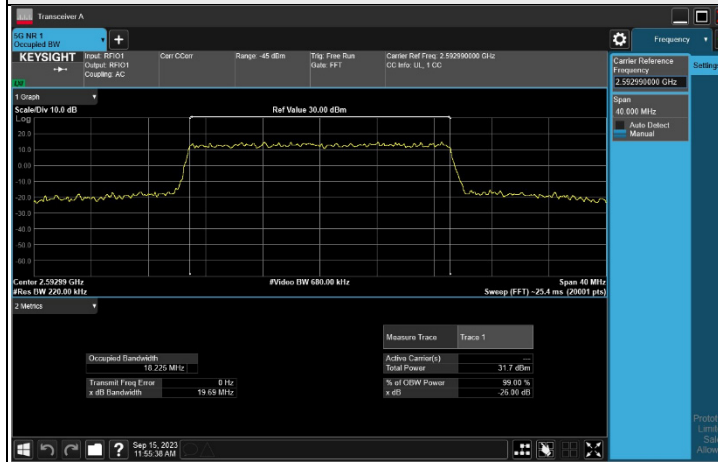 Transceiver A
5G NR 1
Occupied BW
Frequency
KEYSIGHT
Input: RFIO1
Output: RFIO1
Coupling: AC
Corr CCorr
Range: -45 dBm
Trig: Free Run
Gate: FFT
Carrier Ref Freq: 2.592990000 GHz
CC Info: UL, 1 CC
LXI
Carrier Reference
Frequency
2.592990000 GHz
Settings
Span
40.000 MHz
Auto Detect
Manual
1 Graph
Scale/Div 10.0 dB
Ref Value 30.00 dBm
Log
20.0
10.0
0.00
-10.0
-20.0
-30.0
-40.0
-50.0
-60.0
Center 2.59299 GHz
#Video BW 680.00 kHz
Span 40 MHz
#Res BW 220.00 kHz
Sweep (FFT) ~25.4 ms (20001 pts)
2 Metrics
Measure Trace
Trace 1
Occupied Bandwidth
18.225 MHz
Active Carrier(s)
---
Total Power
31.7 dBm
Transmit Freq Error
0 Hz
% of OBW Power
99.00 %
x dB Bandwidth
19.69 MHz
x dB
-26.00 dB
?
Sep 15, 2023
11:55:38 AM
Protot
Limite
Sal
Allow